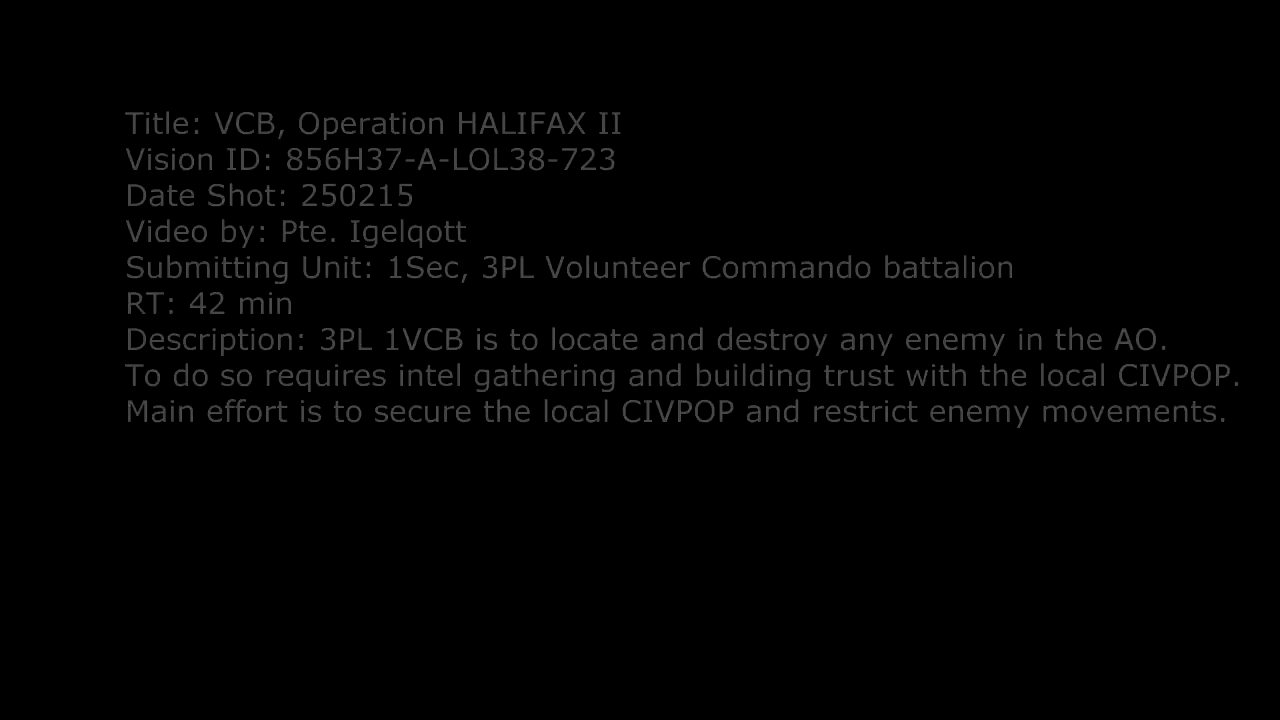 Title: VCB, Operation HALIFAX II
Vision ID: 856H37-A-LOL38-723
Date Shot: 250215
Video by: Pte. Igelqott
Submitting Unit: 1Sec, 3PL Volunteer Commando battalion
RT: 42 min
Description: 3PL 1VCB is to locate and destroy any enemy in the AO.
To do so requires intel gathering and building trust with the local CIVPOP.
Main effort is to secure the local CIVPOP and restrict enemy movements.